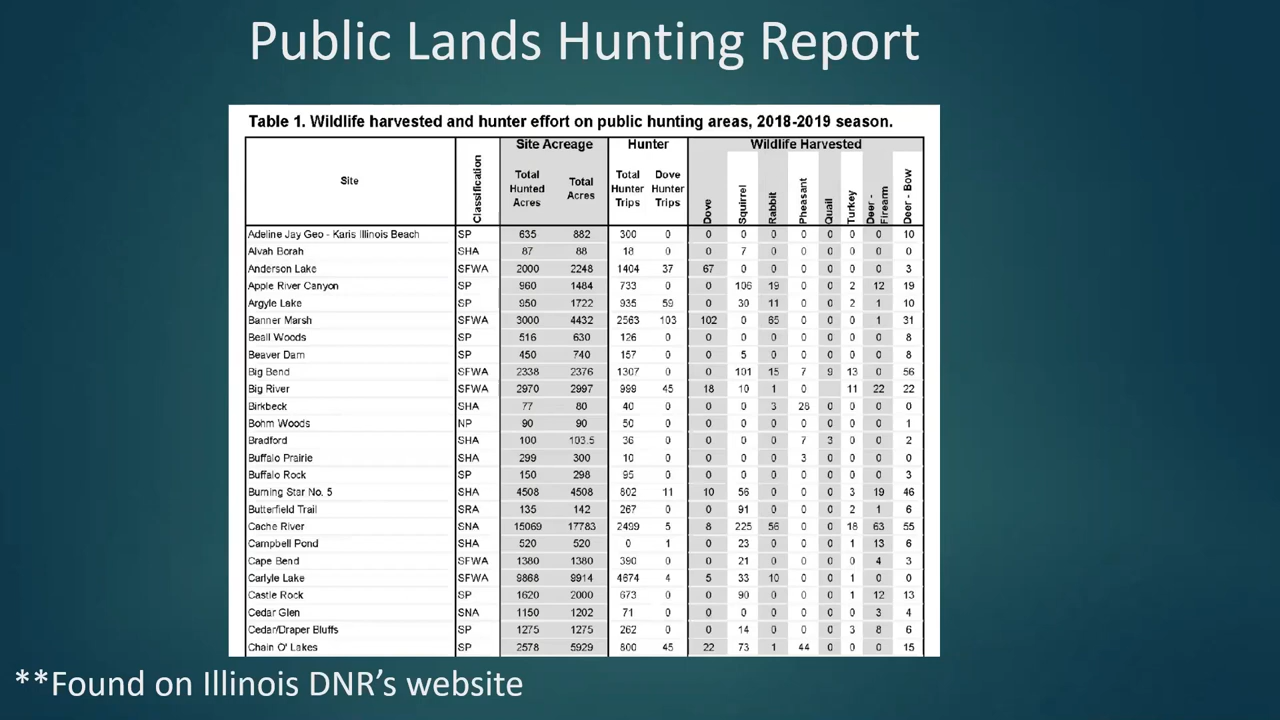 Public Lands Hunting Report
Table 1. Wildlife harvested and hunter effort on public hunting areas, 2018-2019 season.
Site Classification Site Acreage Hunter Wildlife Harvested
Total Hunted Acres Total Acres Total Hunter Trips Dove Hunter Trips Dove Squirrel Rabbit Pheasant Quail Turkey Deer - Firearm Deer - Bow
Adeline Jay Geo - Karis Illinois Beach SP 635 882 300 0 0 0 0 0 0 0 0 10
Alvah Borah SHA 87 88 18 0 0 7 0 0 0 0 0 0
Anderson Lake SFWA 2000 2248 1404 37 67 0 0 0 0 0 0 3
Apple River Canyon SP 960 1484 733 0 0 106 19 0 0 2 12 19
Argyle Lake SP 950 1722 935 59 0 30 11 0 0 2 1 10
Banner Marsh SFWA 3000 4432 2563 103 102 0 65 0 0 0 1 31
Beall Woods SP 516 630 126 0 0 0 0 0 0 0 0 8
Beaver Dam SP 450 740 157 0 0 5 0 0 0 0 0 8
Big Bend SFWA 2338 2376 1307 0 0 101 15 7 9 13 0 56
Big River SFWA 2970 2997 999 45 18 10 1 0 11 22 22
Birkbeck SHA 77 80 40 0 0 0 3 28 0 0 0 0
Bohm Woods NP 90 90 50 0 0 0 0 0 0 0 0 1
Bradford SHA 100 103.5 36 0 0 0 0 7 3 0 0 2
Buffalo Prairie SHA 299 300 10 0 0 0 0 3 0 0 0 0
Buffalo Rock SP 150 298 95 0 0 0 0 0 0 0 0 3
Burning Star No. 5 SHA 4508 4508 802 11 10 56 0 0 0 3 19 46
Butterfield Trail SRA 135 142 267 0 0 91 0 0 0 2 1 6
Cache River SNA 15069 17783 2499 5 8 225 56 0 0 18 63 55
Campbell Pond SHA 520 520 0 1 0 23 0 0 0 1 13 6
Cape Bend SFWA 1380 1380 390 0 0 21 0 0 0 0 4 3
Carlyle Lake SFWA 9868 9914 4674 4 5 33 10 0 0 1 0 0
Castle Rock SP 1620 2000 673 0 0 90 0 0 0 1 12 13
Cedar Glen SNA 1150 1202 71 0 0 0 0 0 0 0 3 4
Cedar/Draper Bluffs SP 1275 1275 262 0 0 14 0 0 0 3 8 6
Chain O' Lakes SP 2578 5929 800 45 22 73 1 44 0 0 0 15
**Found on Illinois DNR's website